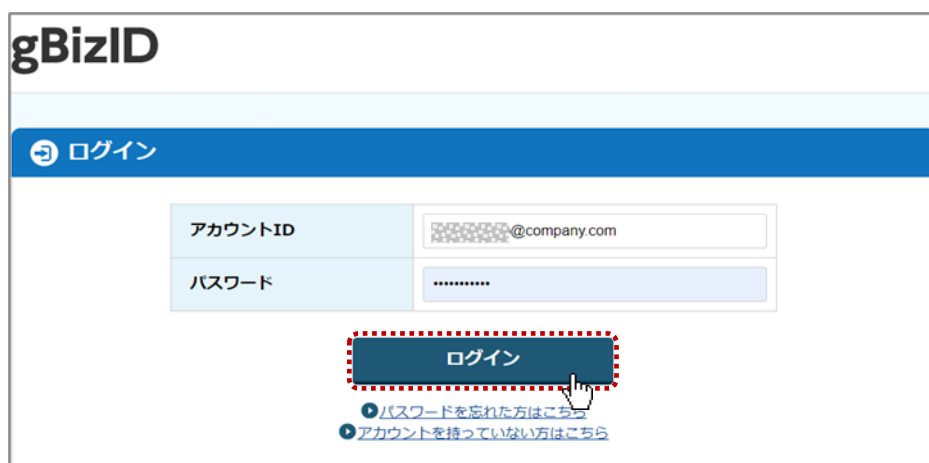 gBizID
ログイン
アカウントID
@company.com
パスワード
ログイン
パスワードを忘れた方はこちら
アカウントを持っていない方はこちら